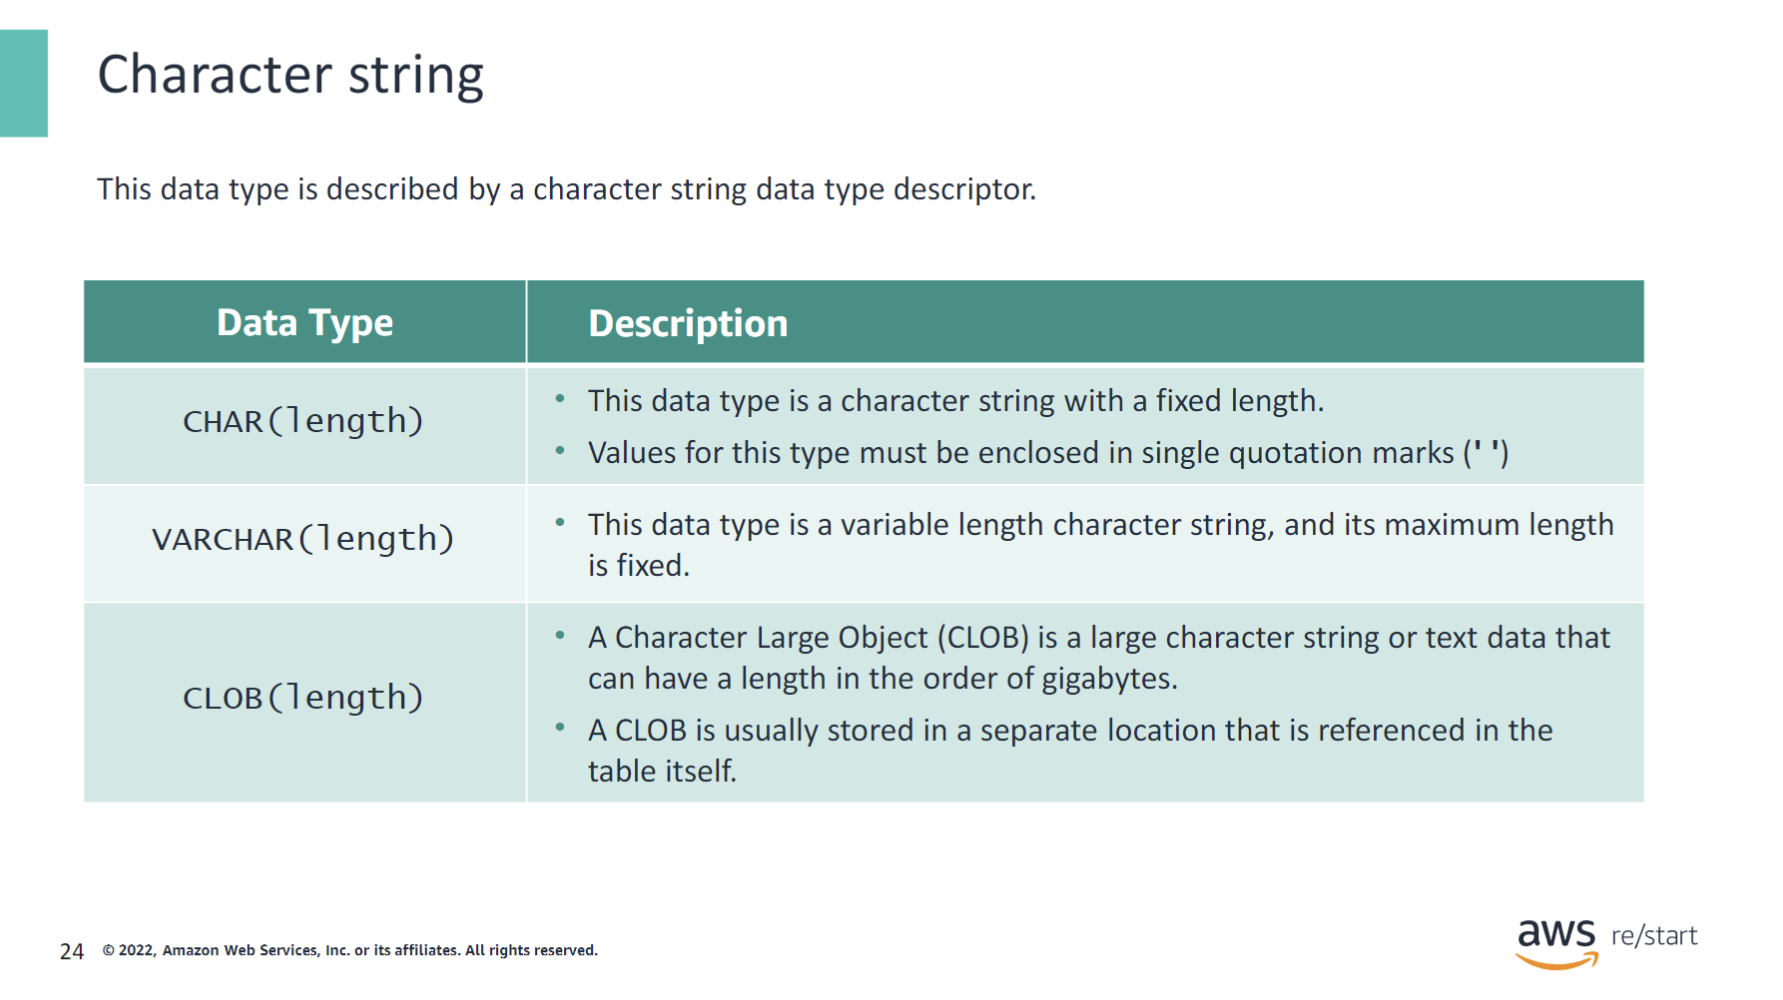 Character string
This data type is described by a character string data type descriptor.
Data Type
Description
CHAR(length)
• This data type is a character string with a fixed length.
• Values for this type must be enclosed in single quotation marks (' ')
VARCHAR(length)
• This data type is a variable length character string, and its maximum length
is fixed.
CLOB(length)
• A Character Large Object (CLOB) is a large character string or text data that
can have a length in the order of gigabytes.
• A CLOB is usually stored in a separate location that is referenced in the
table itself.
24 © 2022, Amazon Web Services, Inc. or its affiliates. All rights reserved.
aws re/start